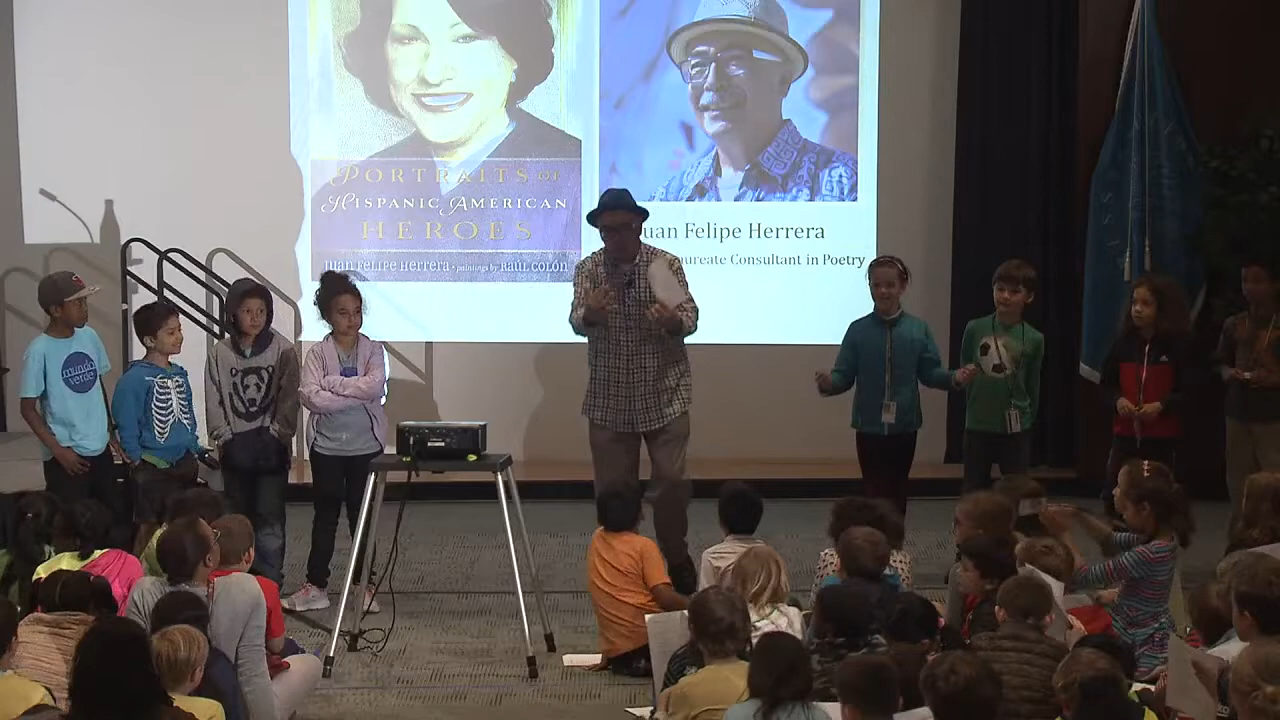 PORTRAITS OF
HISPANIC AMERICAN
HEROES
JUAN FELIPE HERRERA • paintings by RAÚL COLÓN
uan Felipe Herrera
aureate Consultant in Poetry
mundo
verde